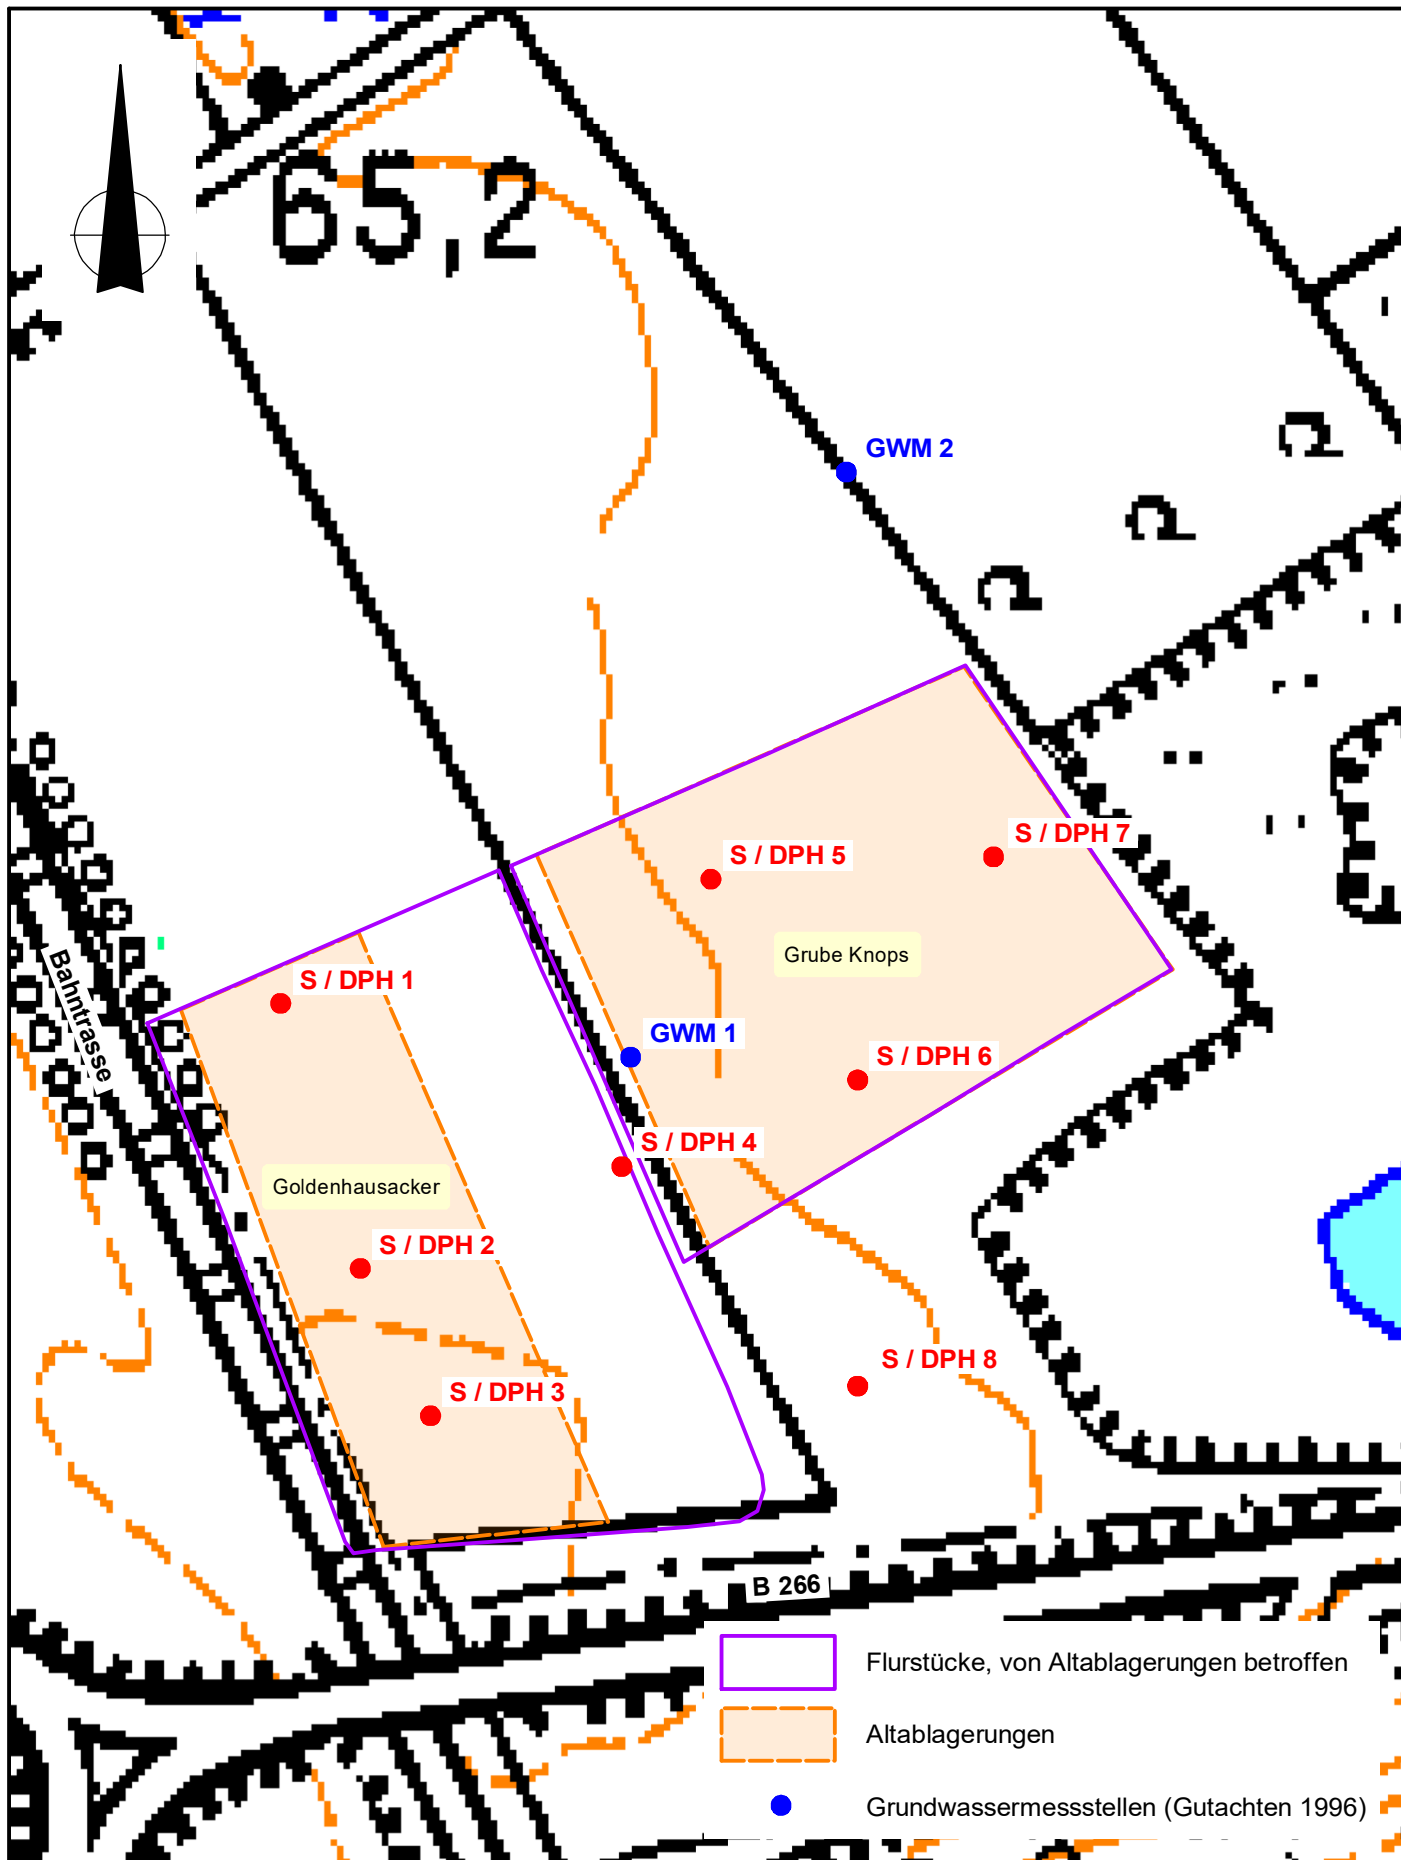 65,2
GWM 2
S / DPH 7
S / DPH 5
Grube Knops
S / DPH 1
Bahntrasse
GWM 1
S / DPH 6
S / DPH 4
Goldenhausacker
S / DPH 2
S / DPH 8
S / DPH 3
B 266
Flurstücke, von Altablagerungen betroffen
Altablagerungen
Grundwassermessstellen (Gutachten 1996)